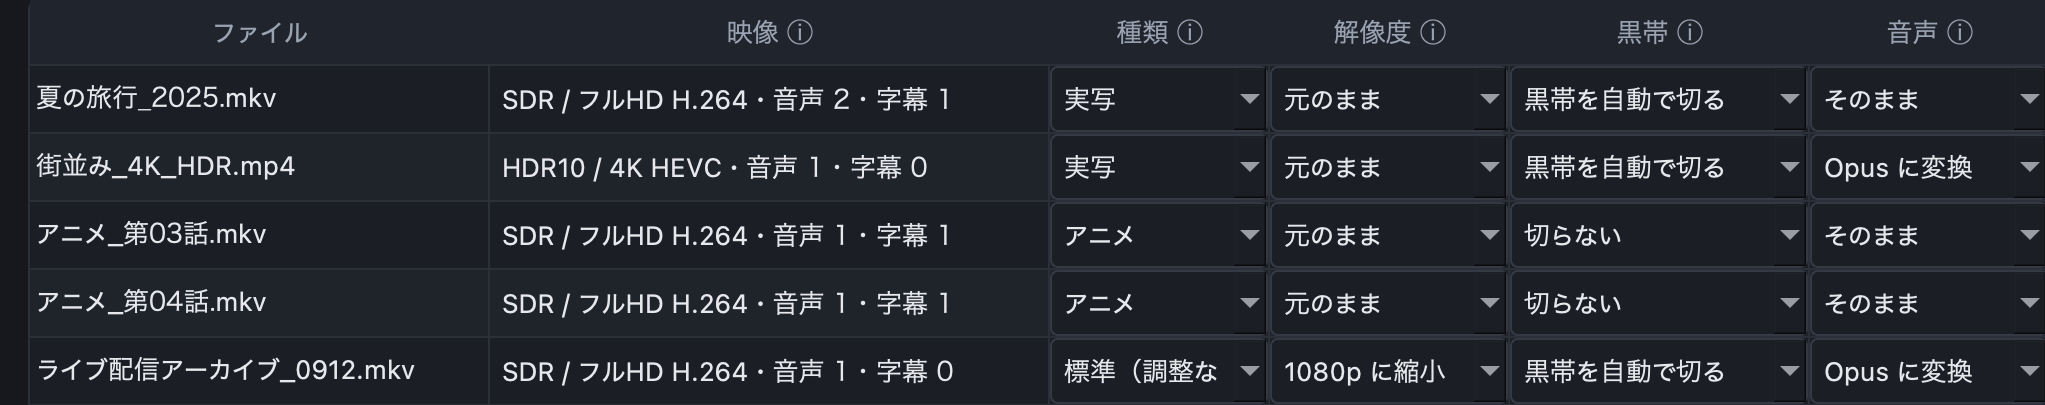 ファイル 映像 ⓘ 種類 ⓘ 解像度 ⓘ 黒帯 ⓘ 音声 ⓘ
夏の旅行_2025.mkv SDR / フルHD H.264・音声 2・字幕 1 実写 元のまま 黒帯を自動で切る そのまま
街並み_4K_HDR.mp4 HDR10 / 4K HEVC・音声 1・字幕 0 実写 元のまま 黒帯を自動で切る Opus に変換
アニメ_第03話.mkv SDR / フルHD H.264・音声 1・字幕 1 アニメ 元のまま 切らない そのまま
アニメ_第04話.mkv SDR / フルHD H.264・音声 1・字幕 1 アニメ 元のまま 切らない そのまま
ライブ配信アーカイブ_0912.mkv SDR / フルHD H.264・音声 1・字幕 0 標準（調整な 1080p に縮小 黒帯を自動で切る Opus に変換